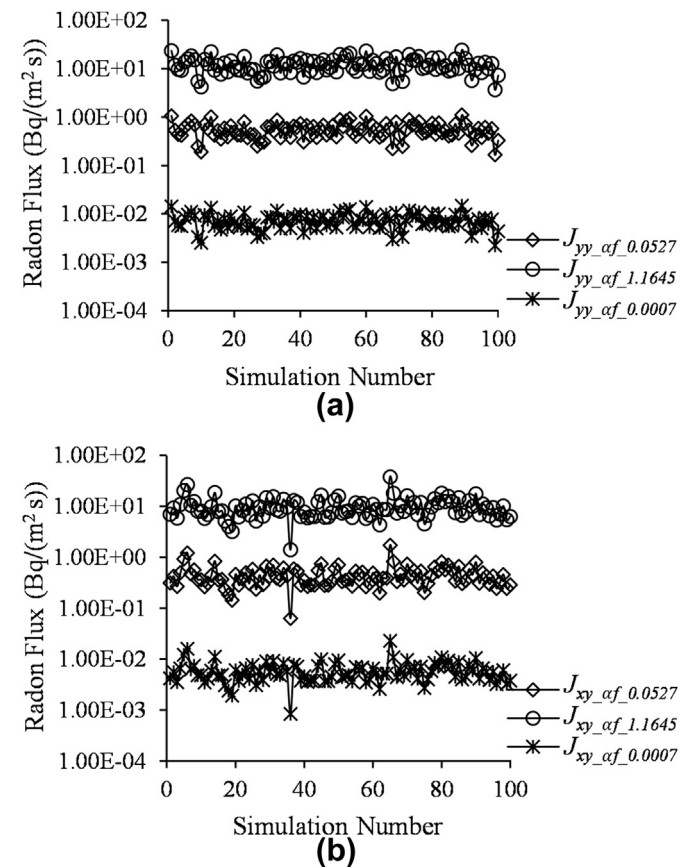 1.00E+02
1.00E+01
1.00E+00
1.00E-01
1.00E-02
1.00E-03
1.00E-04
Radon Flux (Bq/(m² s))
0 20 40 60 80 100
Simulation Number
J_yy_αf_0.0527
J_yy_αf_1.1645
J_yy_αf_0.0007
(a)
1.00E+02
1.00E+01
1.00E+00
1.00E-01
1.00E-02
1.00E-03
1.00E-04
Radon Flux (Bq/(m² s))
0 20 40 60 80 100
Simulation Number
J_xy_αf_0.0527
J_xy_αf_1.1645
J_xy_αf_0.0007
(b)